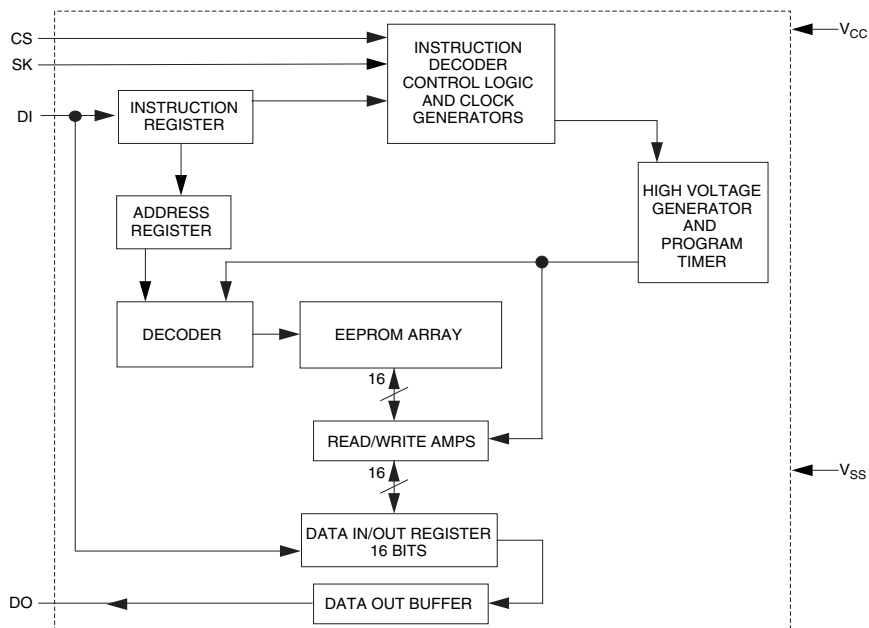 CS
SK
DI
INSTRUCTION
DECODER
CONTROL LOGIC
AND CLOCK
GENERATORS
V_CC
INSTRUCTION
REGISTER
HIGH VOLTAGE
GENERATOR
AND
PROGRAM
TIMER
ADDRESS
REGISTER
DECODER
EEPROM ARRAY
16
READ/WRITE AMPS
16
V_SS
DATA IN/OUT REGISTER
16 BITS
DO
DATA OUT BUFFER